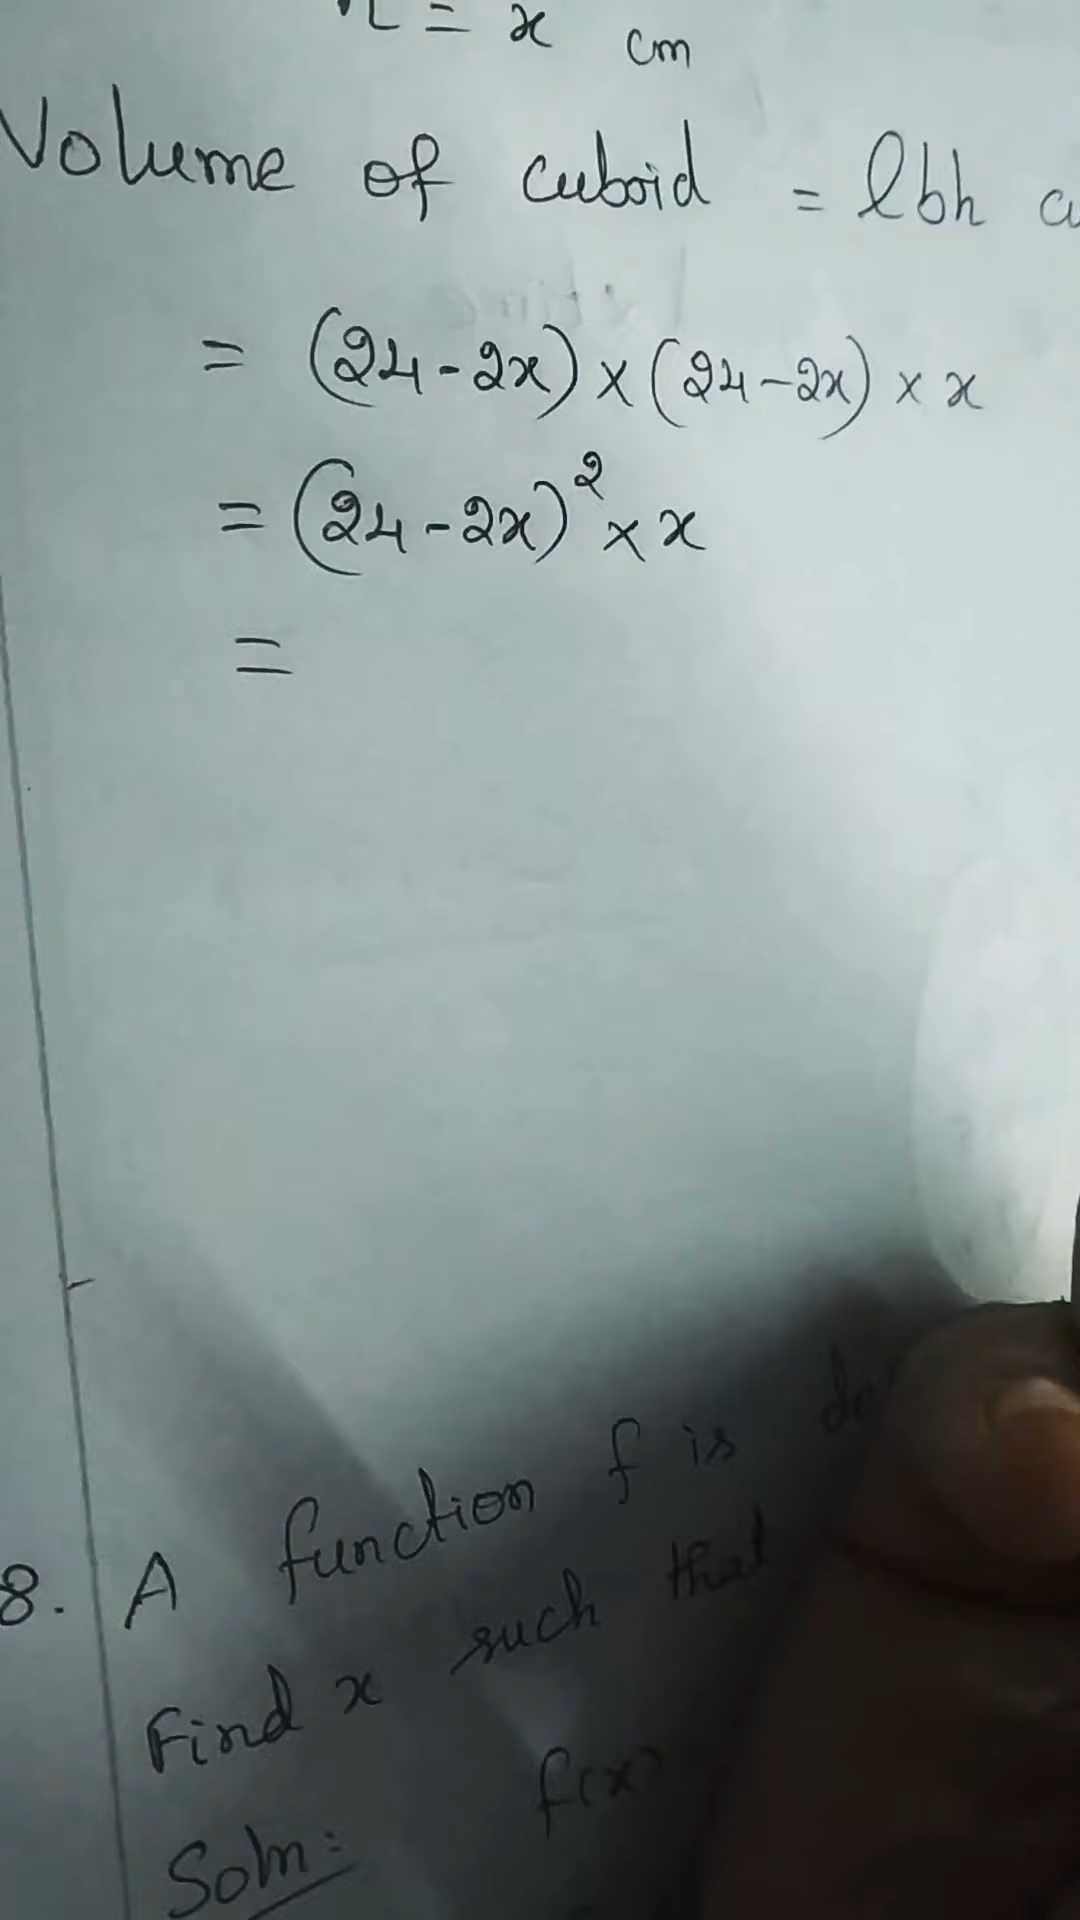 = x cm
Volume of cuboid = lbh
= (24-2x) x (24-2x) x x
= (24-2x)² x x
=
8. A function f is
Find x such that
Soln: f(x)